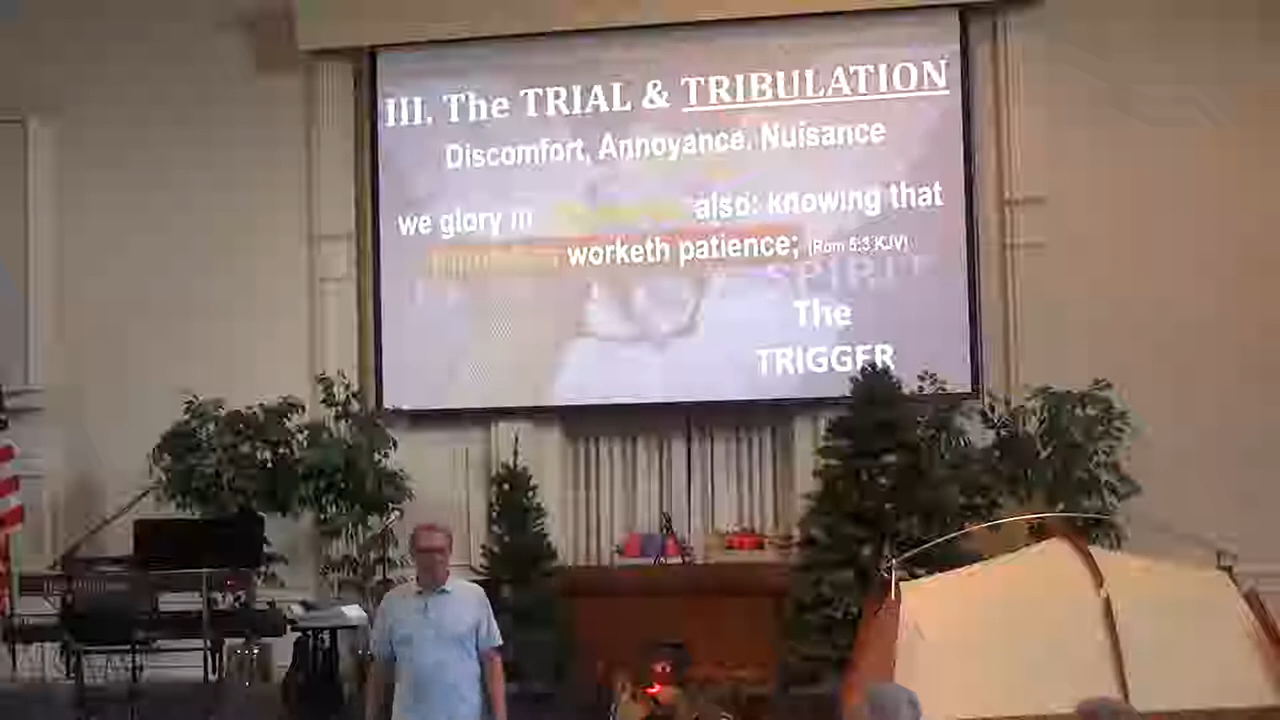 III. The TRIAL & TRIBULATION
Discomfort, Annoyance, Nuisance
we glory in also: knowing that
worketh patience; (Rom 5:3 KJV)
SPIRIT
The
TRIGGER